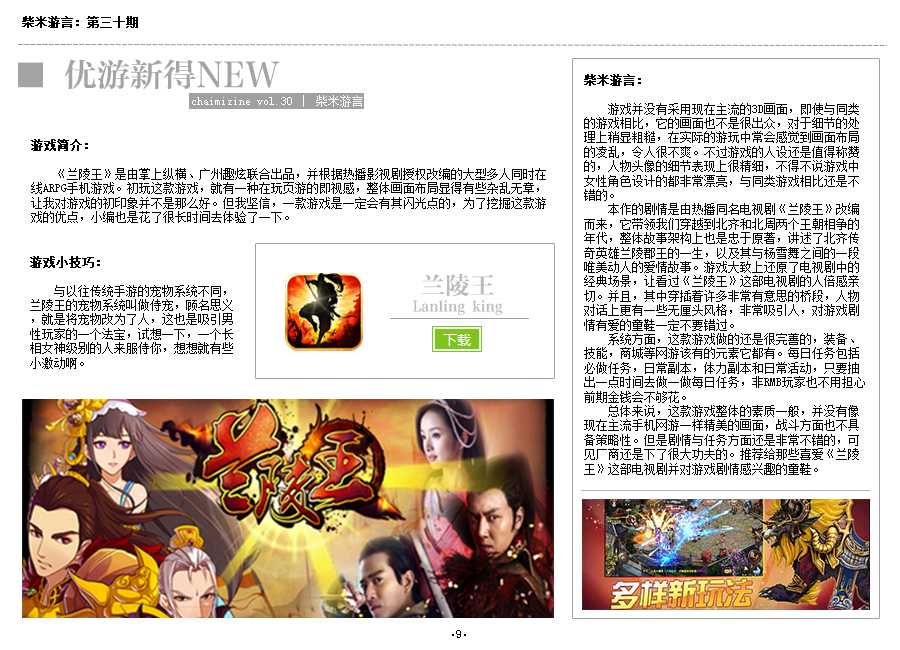 柴米游言：第三十期
优游新得NEW
chaimizine vol.30 | 柴米游言
游戏简介：
《兰陵王》是由掌上纵横、广州趣炫联合出品，并根据热播影视剧授权改编的大型多人同时在
线ARPG手机游戏。初玩这款游戏，就有一种在玩页游的即视感，整体画面布局显得有些杂乱无章，
让我对游戏的初印象并不是那么好。但我坚信，一款游戏是一定会有其闪光点的，为了挖掘这款游
戏的优点，小编也是花了很长时间去体验了一下。
游戏小技巧：
与以往传统手游的宠物系统不同，
兰陵王的宠物系统叫做侍宠，顾名思义
，就是将宠物改为了人，这也是吸引男
性玩家的一个法宝，试想一下，一个长
相女神级别的人来服侍你，想想就有些
小激动啊。
兰陵王
Lanling king
下载
兰陵王
柴米游言：
游戏并没有采用现在主流的3D画面，即使与同类
的游戏相比，它的画面也不是很出众，对于细节的处
理上稍显粗糙，在实际的游玩中常会感觉到画面布局
的凌乱，令人很不爽。不过游戏的人设还是值得称赞
的，人物头像的细节表现上很精细，不得不说游戏中
女性角色设计的都非常漂亮，与同类游戏相比还是不
错的。
本作的剧情是由热播同名电视剧《兰陵王》改编
而来，它带领我们穿越到北齐和北周两个王朝相争的
年代，整体故事架构上也是忠于原著，讲述了北齐传
奇英雄兰陵郡王的一生，以及其与杨雪舞之间的一段
唯美动人的爱情故事。游戏大致上还原了电视剧中的
经典场景，让看过《兰陵王》这部电视剧的人倍感亲
切。并且，其中穿插着许多非常有意思的桥段，人物
对话上更有一些无厘头风格，非常吸引人，对游戏剧
情有爱的童鞋一定不要错过。
系统方面，这款游戏做的还是很完善的，装备、
技能，商城等网游该有的元素它都有。每日任务包括
必做任务，日常副本，体力副本和日常活动，只要抽
出一点时间去做一做每日任务，非RMB玩家也不用担心
前期金钱会不够花。
总体来说，这款游戏整体的素质一般，并没有像
现在主流手机网游一样精美的画面，战斗方面也不具
备策略性。但是剧情与任务方面还是非常不错的，可
见厂商还是下了很大功夫的。推荐给那些喜爱《兰陵
王》这部电视剧并对游戏剧情感兴趣的童鞋。
多样新玩法
·9·